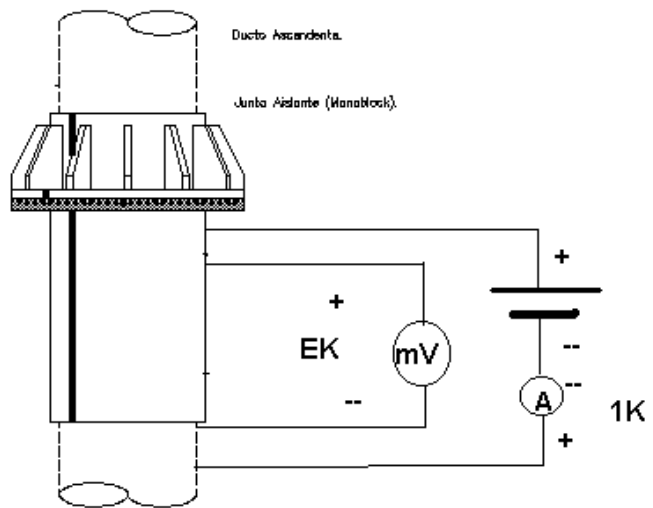 Ducto Ascendente.
Junta Aislante (Monoblock).
+
+
EK
mV
--
--
--
A
1K
+